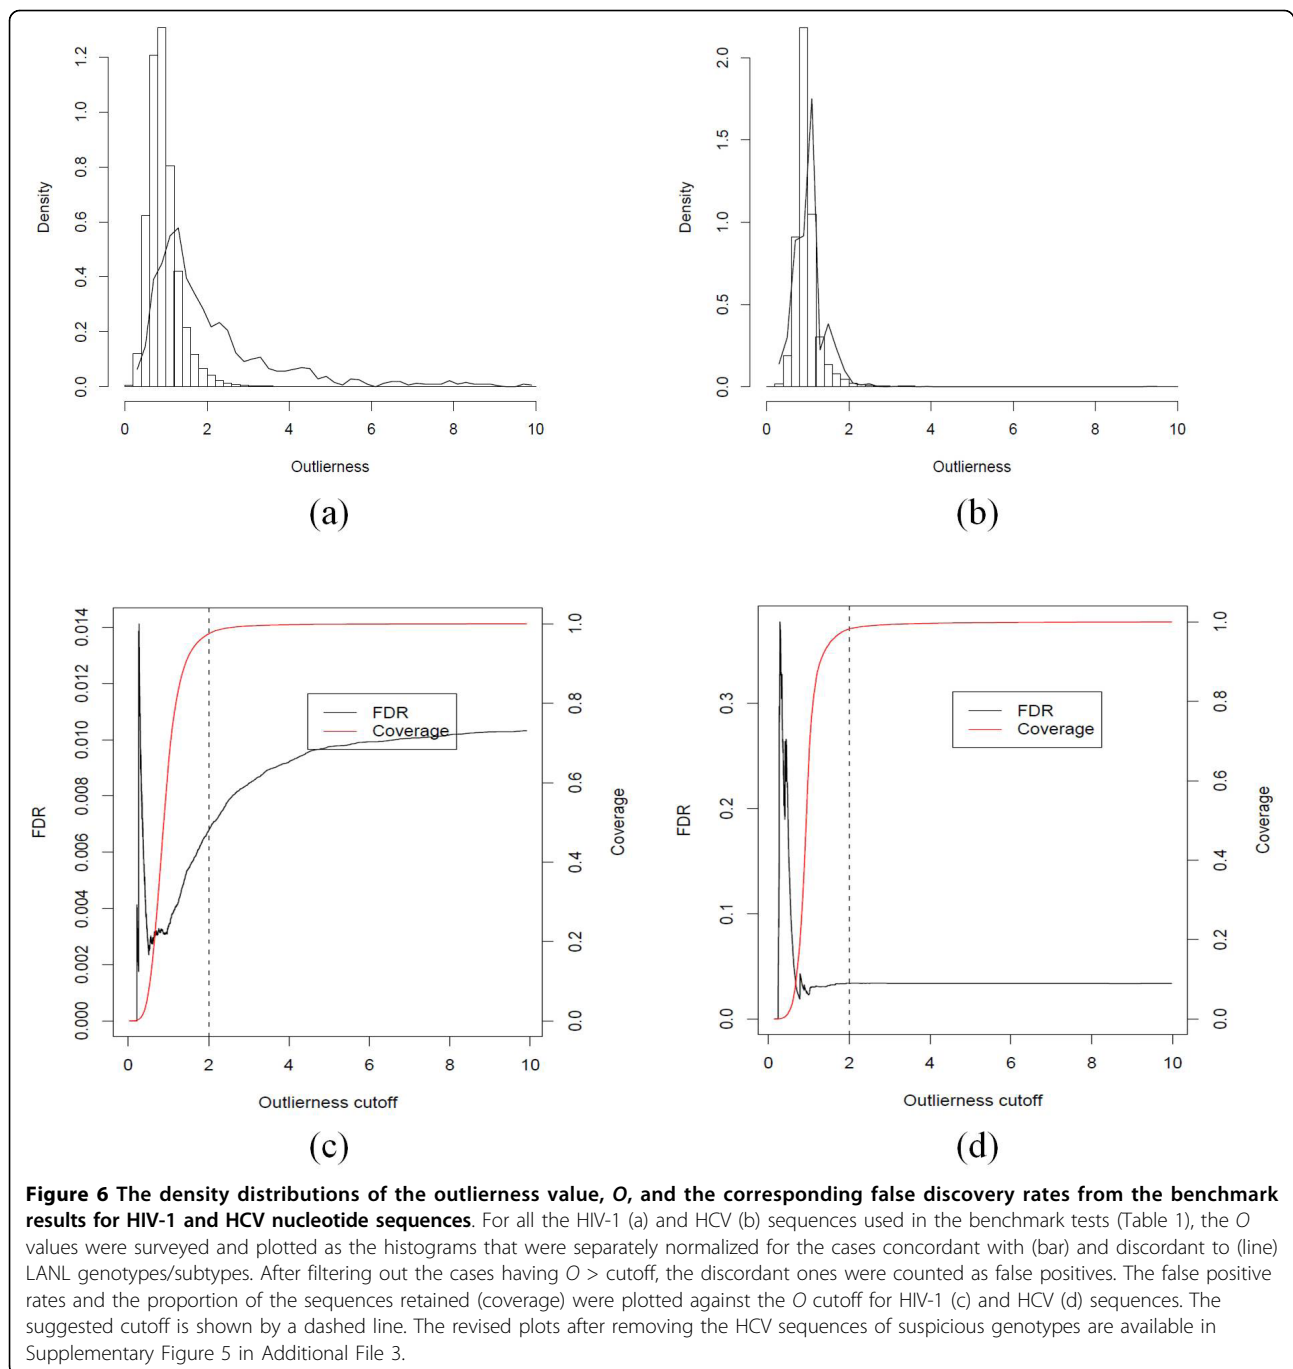 0.0 0.2 0.4 0.6 0.8 1.0 1.2
Density
0 2 4 6 8 10
Outlierness
(a)
0.0 0.5 1.0 1.5 2.0
Density
0 2 4 6 8 10
Outlierness
(b)
0.000 0.002 0.004 0.006 0.008 0.010 0.012 0.014
FDR
FDR
Coverage
0.0 0.2 0.4 0.6 0.8 1.0
Coverage
0 2 4 6 8 10
Outlierness cutoff
(c)
0.0 0.1 0.2 0.3
FDR
FDR
Coverage
0.0 0.2 0.4 0.6 0.8 1.0
Coverage
0 2 4 6 8 10
Outlierness cutoff
(d)
Figure 6 The density distributions of the outlierness value, O, and the corresponding false discovery rates from the benchmark
results for HIV-1 and HCV nucleotide sequences. For all the HIV-1 (a) and HCV (b) sequences used in the benchmark tests (Table 1), the O
values were surveyed and plotted as the histograms that were separately normalized for the cases concordant with (bar) and discordant to (line)
LANL genotypes/subtypes. After filtering out the cases having O > cutoff, the discordant ones were counted as false positives. The false positive
rates and the proportion of the sequences retained (coverage) were plotted against the O cutoff for HIV-1 (c) and HCV (d) sequences. The
suggested cutoff is shown by a dashed line. The revised plots after removing the HCV sequences of suspicious genotypes are available in
Supplementary Figure 5 in Additional File 3.